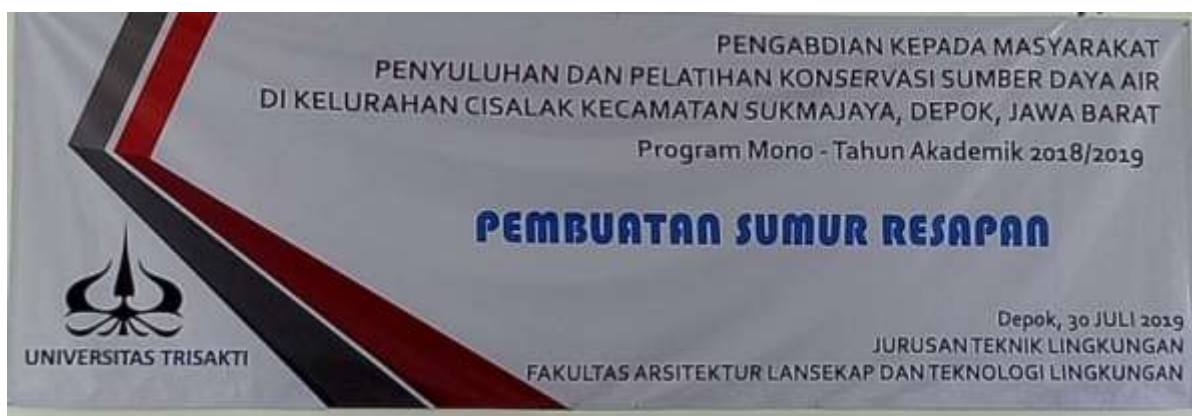 PENGABDIAN KEPADA MASYARAKAT
PENYULUHAN DAN PELATIHAN KONSERVASI SUMBER DAYA AIR
DI KELURAHAN CISALAK KECAMATAN SUKMAJAYA, DEPOK, JAWA BARAT
Program Mono - Tahun Akademik 2018/2019
PEMBUATAN SUMUR RESAPAN
UNIVERSITAS TRISAKTI
Depok, 30 JULI 2019
JURUSAN TEKNIK LINGKUNGAN
FAKULTAS ARSITEKTUR LANSEKAP DAN TEKNOLOGI LINGKUNGAN